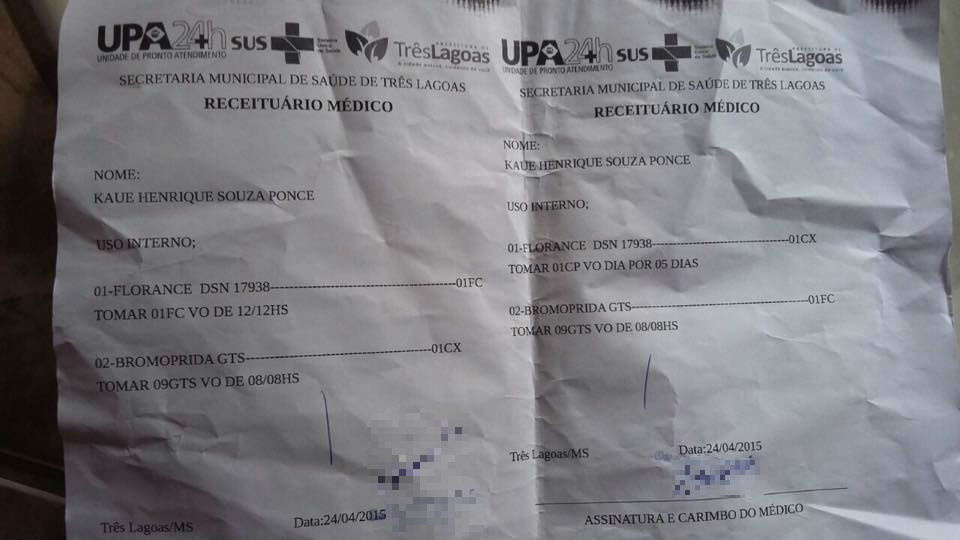 UPA 24h SUS TrêsLagoas
UNIDADE DE PRONTO ATENDIMENTO
SECRETARIA MUNICIPAL DE SAÚDE DE TRÊS LAGOAS
RECEITUÁRIO MÉDICO
NOME:
KAUE HENRIQUE SOUZA PONCE
USO INTERNO;
01-FLORANCE DSN 17938-----------------------------------------01FC
TOMAR 01FC VO DE 12/12HS
02-BROMOPRIDA GTS-----------------------------------------01CX
TOMAR 09GTS VO DE 08/08HS
Três Lagoas/MS Data:24/04/2015
UPA 24h SUS TrêsLagoas
UNIDADE DE PRONTO ATENDIMENTO
SECRETARIA MUNICIPAL DE SAÚDE DE TRÊS LAGOAS
RECEITUÁRIO MÉDICO
NOME:
KAUE HENRIQUE SOUZA PONCE
USO INTERNO;
01-FLORANCE DSN 17938-----------------------------------01CX
TOMAR 01CP VO DIA POR 05 DIAS
02-BROMOPRIDA GTS--------------------------------------------01FC
TOMAR 09GTS VO DE 08/08HS
Três Lagoas/MS Data:24/04/2015
ASSINATURA E CARIMBO DO MÉDICO